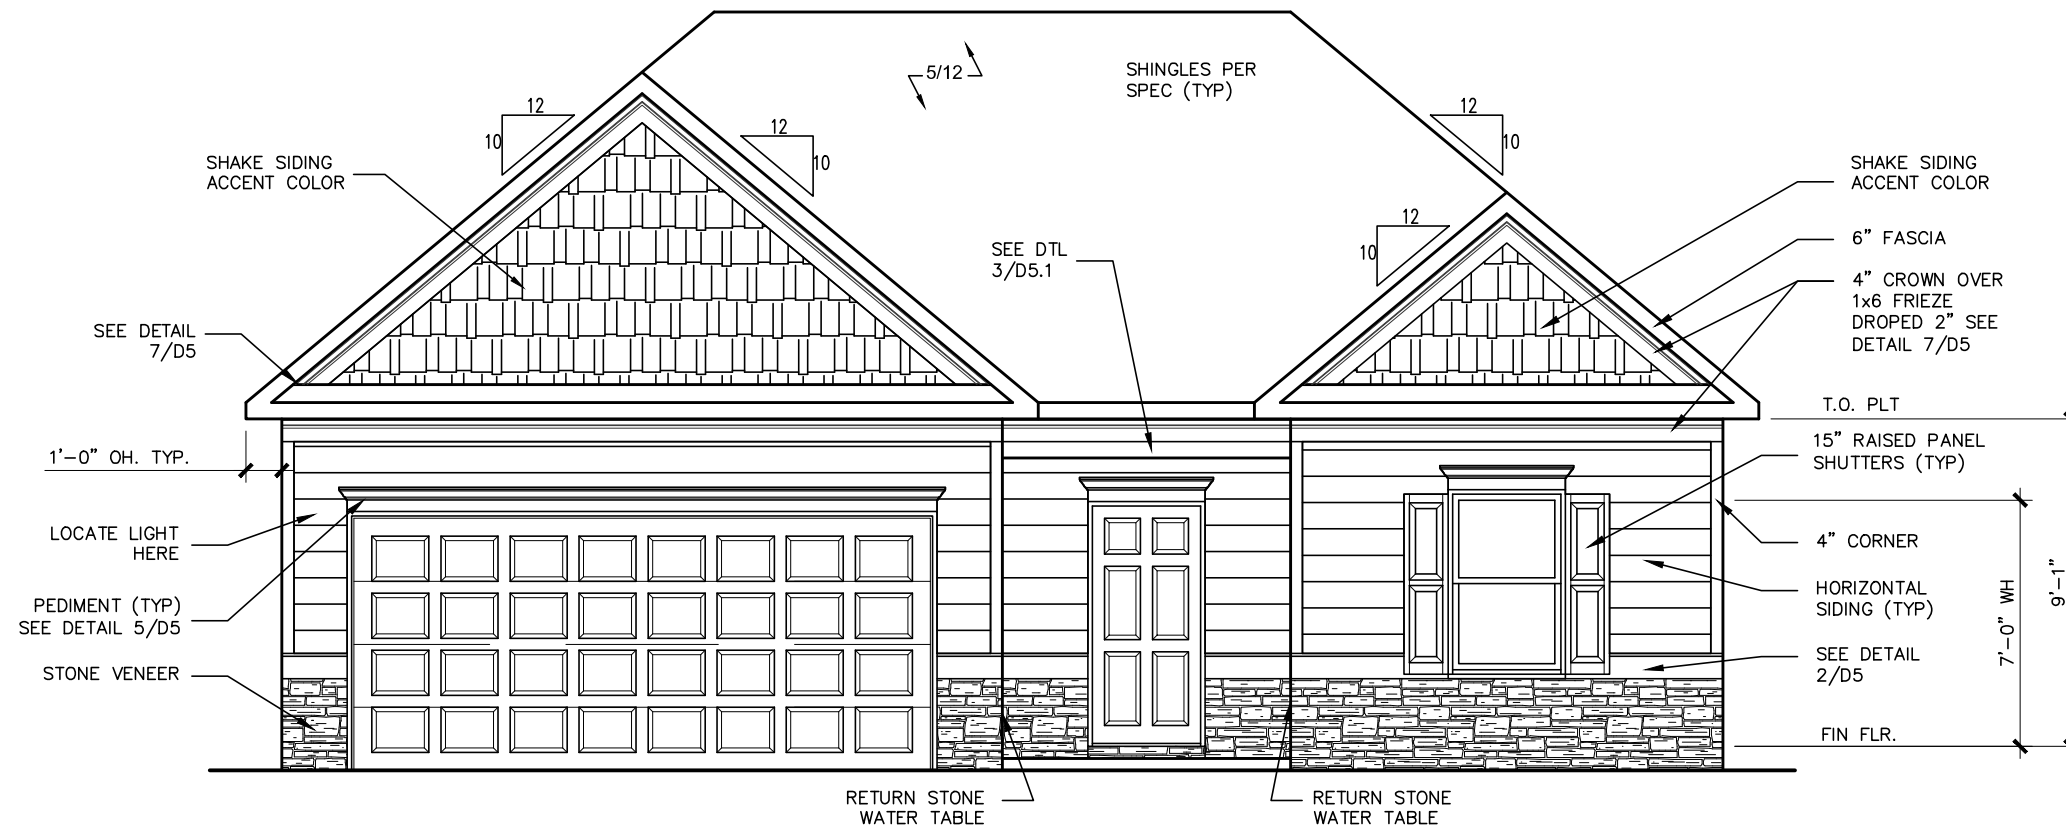 5/12
SHINGLES PER
SPEC (TYP)
12
10
12
10
12
10
12
10
SHAKE SIDING
ACCENT COLOR
SEE DETAIL
7/D5
1'-0" OH. TYP.
LOCATE LIGHT
HERE
PEDIMENT (TYP)
SEE DETAIL 5/D5
STONE VENEER
SEE DTL
3/D5.1
SHAKE SIDING
ACCENT COLOR
6" FASCIA
4" CROWN OVER
1x6 FRIEZE
DROPED 2" SEE
DETAIL 7/D5
T.O. PLT
15" RAISED PANEL
SHUTTERS (TYP)
4" CORNER
HORIZONTAL
SIDING (TYP)
SEE DETAIL
2/D5
FIN FLR.
7'-0" WH
9'-1"
RETURN STONE
WATER TABLE
RETURN STONE
WATER TABLE